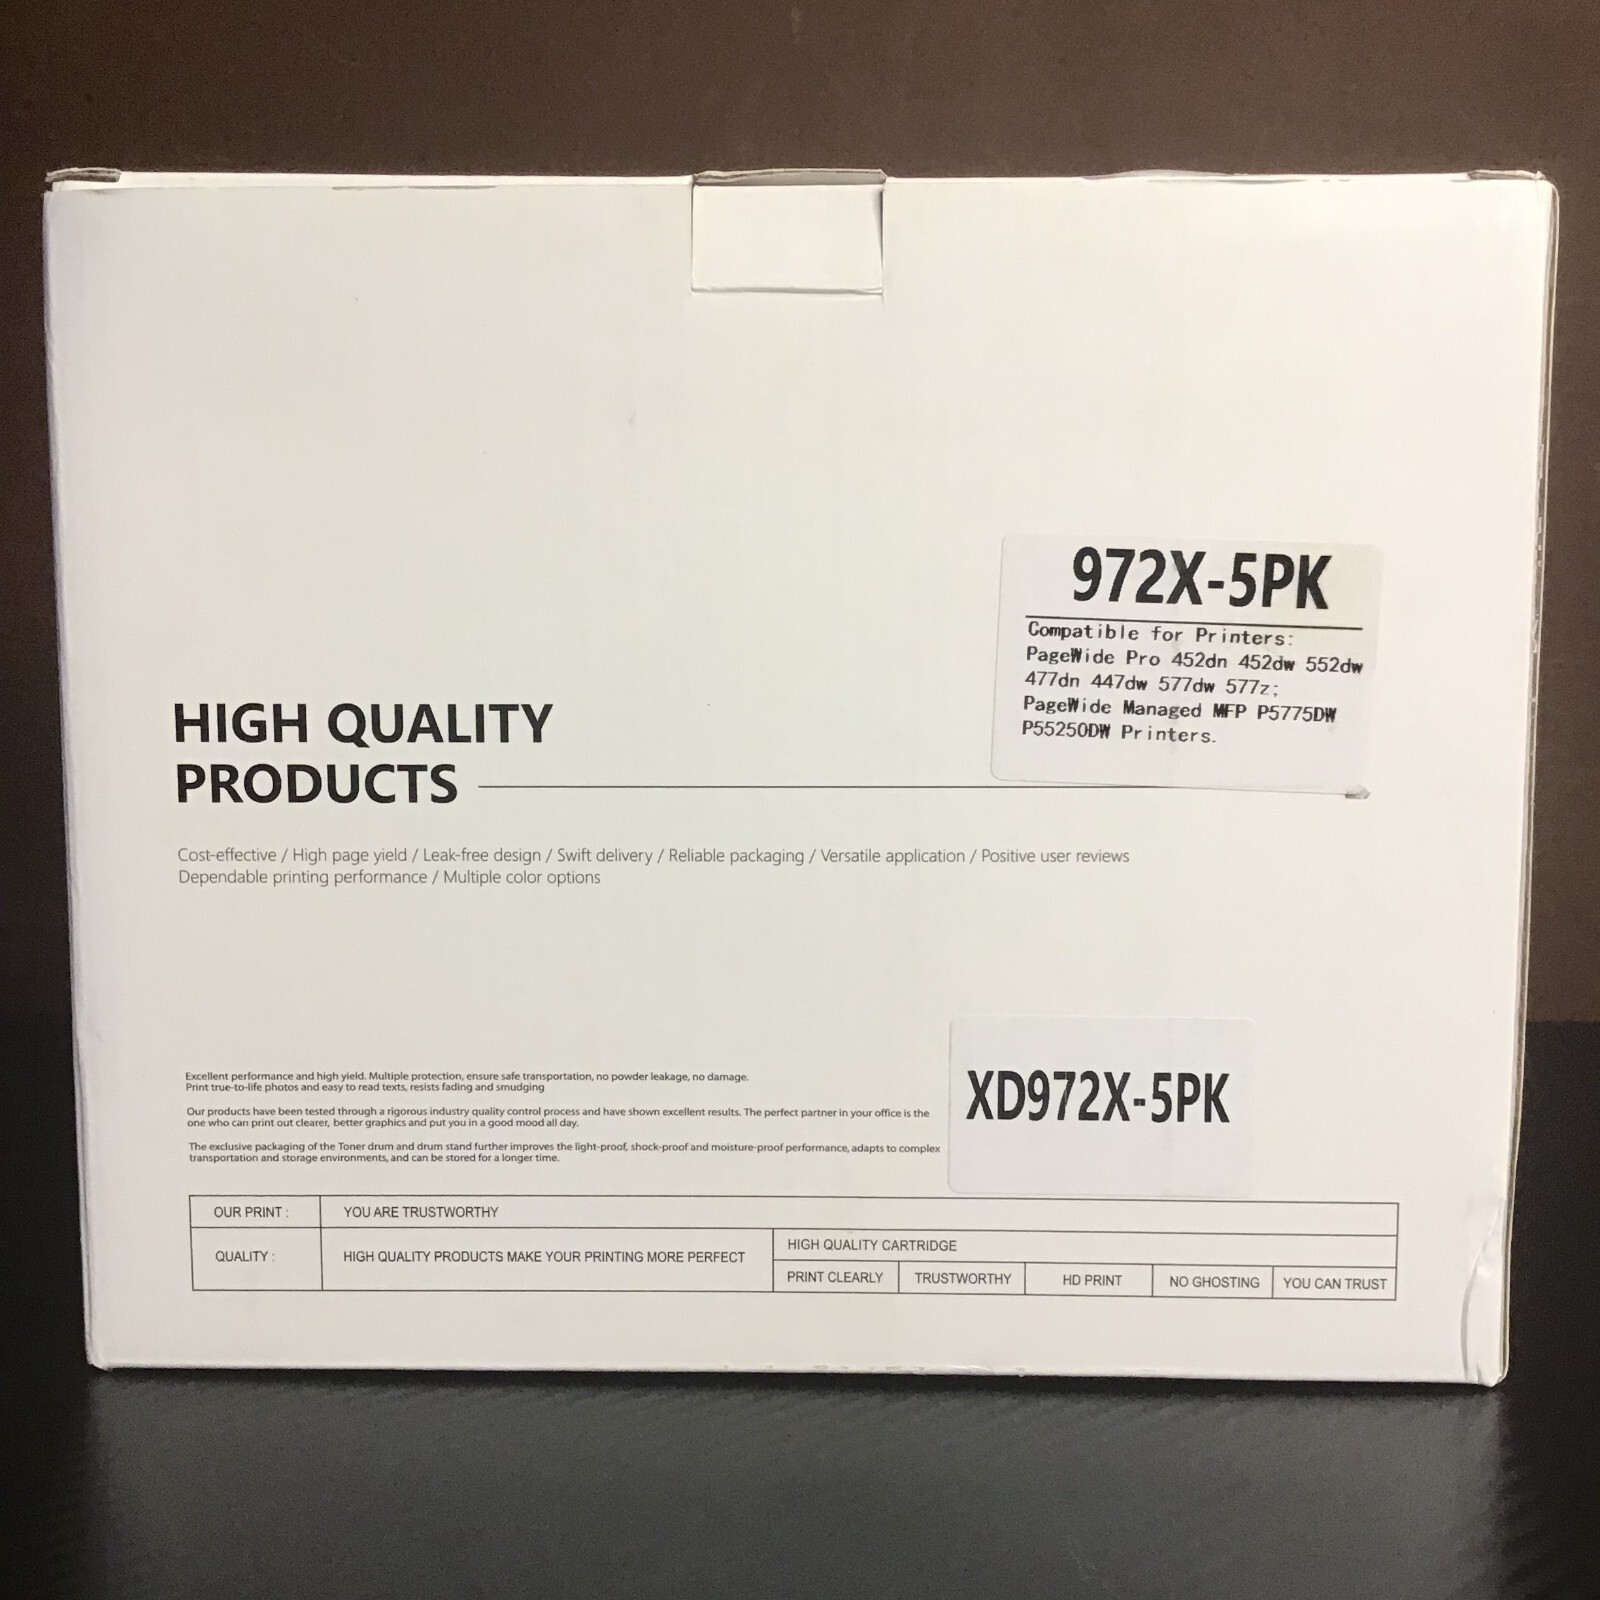 972X-5PK
Compatible for Printers:
PageWide Pro 452dn 452dw 552dw
477dn 447dw 577dw 577z;
PageWide Managed MFP P5775DW
P55250DW Printers.
HIGH QUALITY
PRODUCTS
Cost-effective / High page yield / Leak-free design / Swift delivery / Reliable packaging / Versatile application / Positive user reviews
Dependable printing performance / Multiple color options
XD972X-5PK
Excellent performance and high yield. Multiple protection, ensure safe transportation, no powder leakage, no damage.
Print true-to-life photos and easy to read texts, resists fading and smudging
Our products have been tested through a rigorous industry quality control process and have shown excellent results. The perfect partner in your office is the
one who can print out clearer, better graphics and put you in a good mood all day.
The exclusive packaging of the Toner drum and drum stand further improves the light-proof, shock-proof and moisture-proof performance, adapts to complex
transportation and storage environments, and can be stored for a longer time.
OUR PRINT : YOU ARE TRUSTWORTHY
QUALITY : HIGH QUALITY PRODUCTS MAKE YOUR PRINTING MORE PERFECT
HIGH QUALITY CARTRIDGE
PRINT CLEARLY TRUSTWORTHY HD PRINT NO GHOSTING YOU CAN TRUST